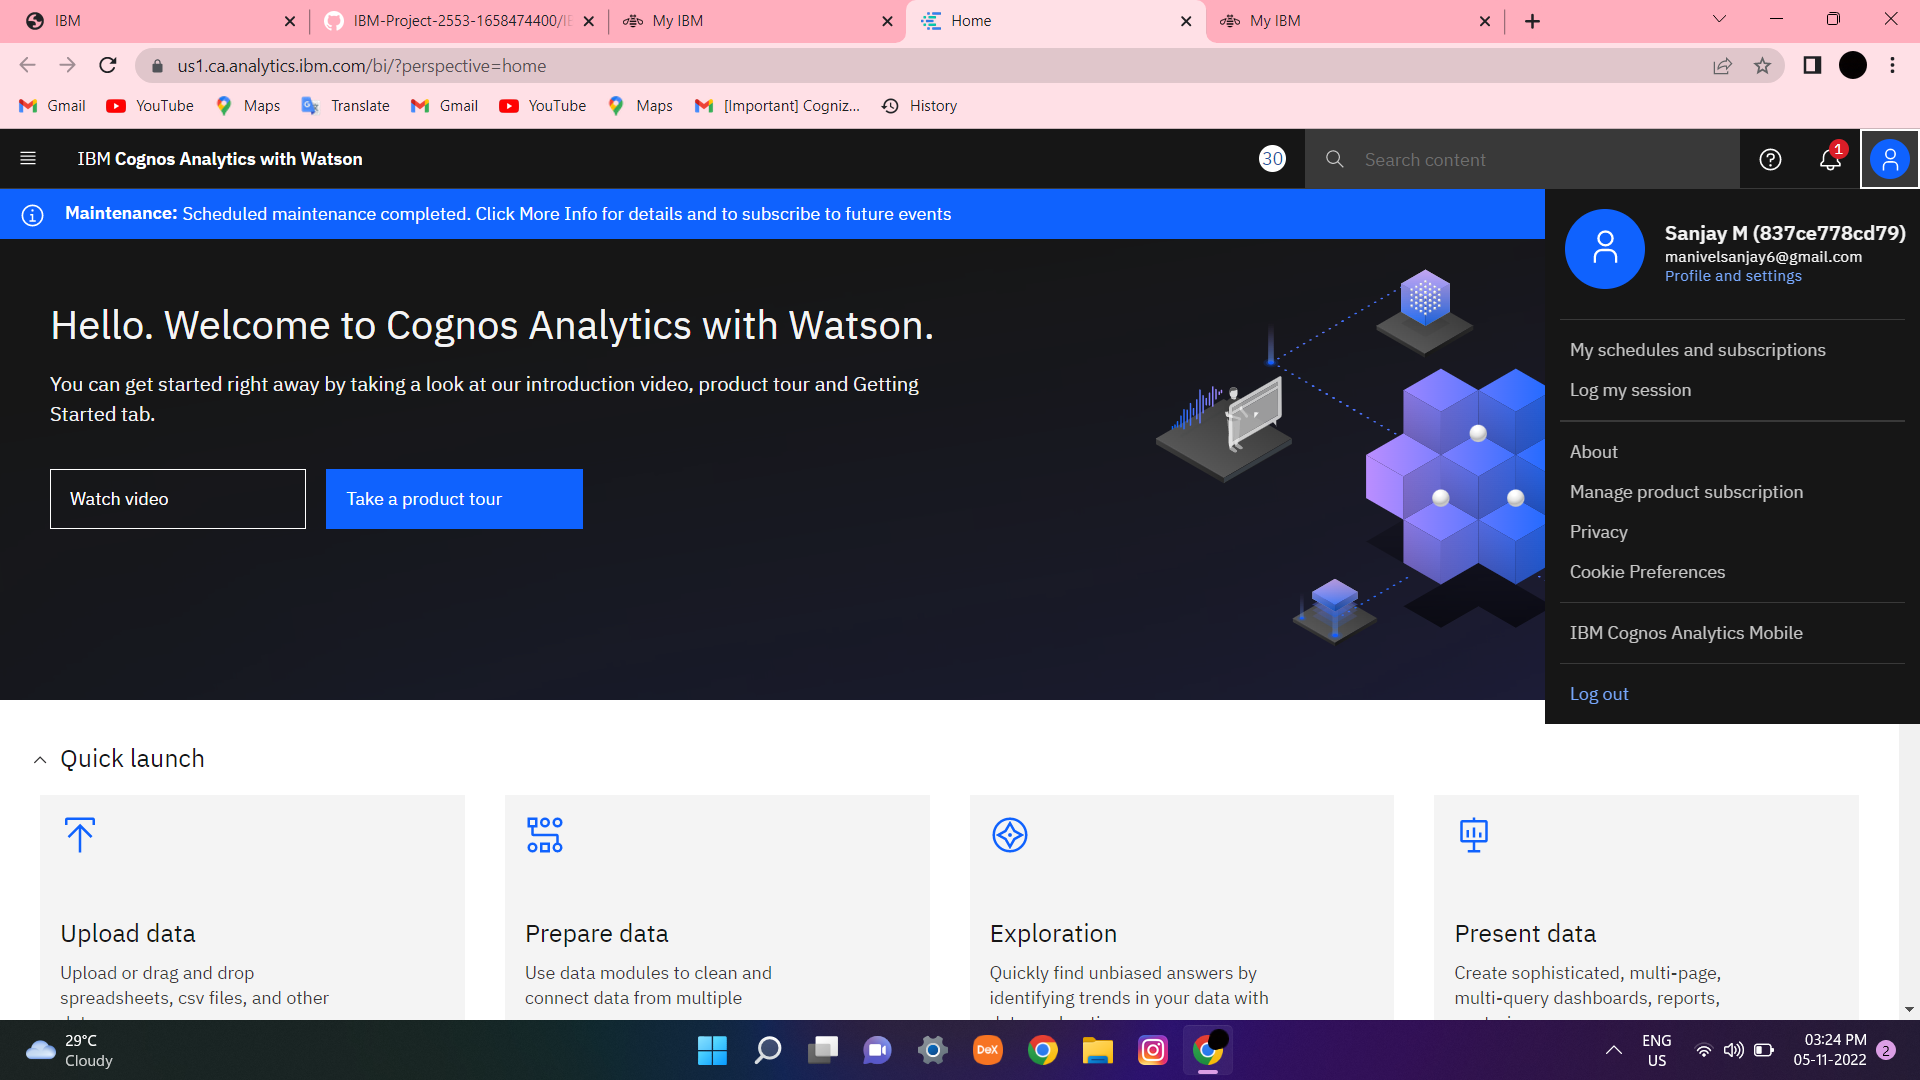 IBM
IBM-Project-2553-1658474400/IE
My IBM
Home
My IBM
us1.ca.analytics.ibm.com/bi/?perspective=home
Gmail
YouTube
Maps
Translate
Gmail
YouTube
Maps
[Important] Cogniz...
History
IBM Cognos Analytics with Watson
30
Search content
1
Maintenance: Scheduled maintenance completed. Click More Info for details and to subscribe to future events
Sanjay M (837ce778cd79)
manivelsanjay6@gmail.com
Profile and settings
My schedules and subscriptions
Log my session
About
Manage product subscription
Privacy
Cookie Preferences
IBM Cognos Analytics Mobile
Log out
Hello. Welcome to Cognos Analytics with Watson.
You can get started right away by taking a look at our introduction video, product tour and Getting
Started tab.
Watch video
Take a product tour
Quick launch
Upload data
Upload or drag and drop
spreadsheets, csv files, and other
Prepare data
Use data modules to clean and
connect data from multiple
Exploration
Quickly find unbiased answers by
identifying trends in your data with
Present data
Create sophisticated, multi-page,
multi-query dashboards, reports,
29°C
Cloudy
DeX
ENG
US
03:24 PM
05-11-2022
2